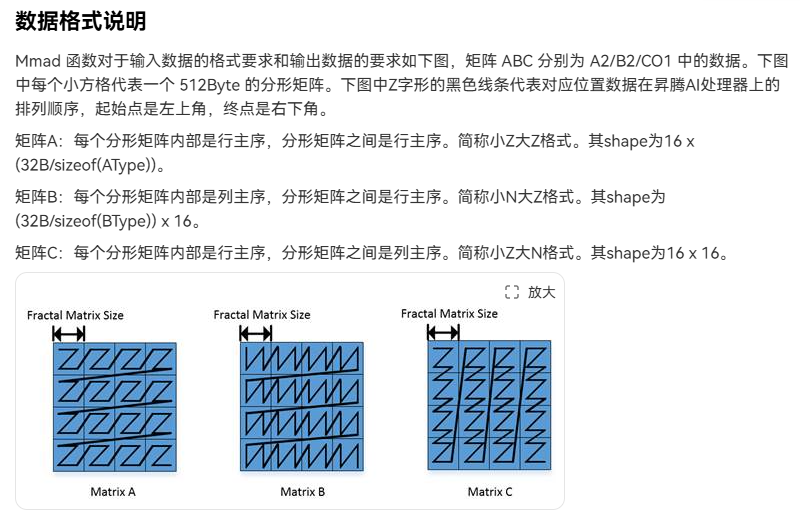 数据格式说明
Mmad 函数对于输入数据的格式要求和输出数据的要求如下图，矩阵 ABC 分别为 A2/B2/CO1 中的数据。下图
中每个小方格代表一个 512Byte 的分形矩阵。下图中Z字形的黑色线条代表对应位置数据在昇腾AI处理器上的
排列顺序，起始点是左上角，终点是右下角。
矩阵A：每个分形矩阵内部是行主序，分形矩阵之间是行主序。简称小Z大Z格式。其shape为16 x
(32B/sizeof(AType))。
矩阵B：每个分形矩阵内部是列主序，分形矩阵之间是行主序。简称小N大Z格式。其shape为
(32B/sizeof(BType)) x 16。
矩阵C：每个分形矩阵内部是行主序，分形矩阵之间是列主序。简称小Z大N格式。其shape为16 x 16。
放大
Fractal Matrix Size
Fractal Matrix Size
Fractal Matrix Size
Matrix A
Matrix B
Matrix C